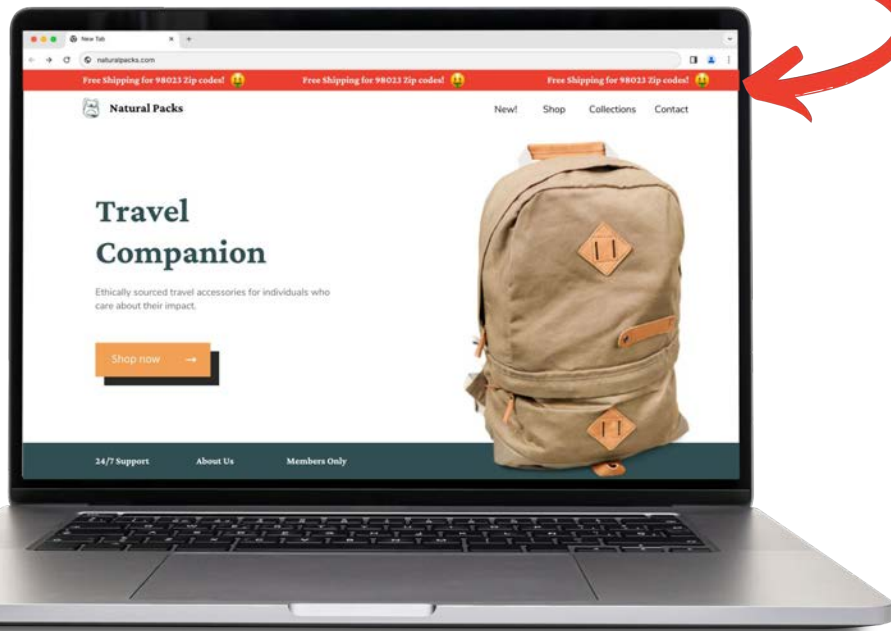 New Tab
naturalpacks.com
Free Shipping for 98023 Zip codes! 🤑 Free Shipping for 98023 Zip codes! 🤑 Free Shipping for 98023 Zip codes! 🤑
Natural Packs
New! Shop Collections Contact
Travel
Companion
Ethically sourced travel accessories for individuals who
care about their impact.
Shop now →
24/7 Support About Us Members Only